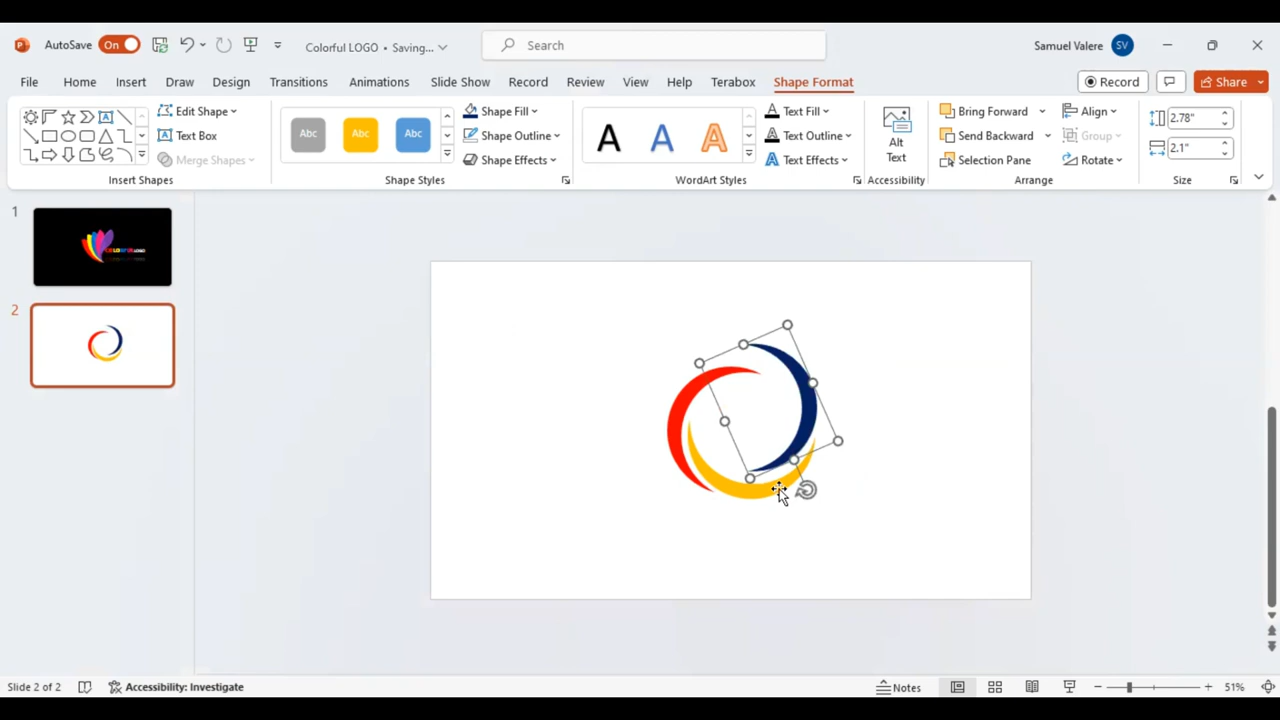 AutoSave On Colorful LOGO • Saving... Search Samuel Valere SV
File Home Insert Draw Design Transitions Animations Slide Show Record Review View Help Terabox Shape Format Record Share
Edit Shape Abc Abc Abc Shape Fill A A A Text Fill Bring Forward Align 2.78"
Text Box Shape Outline Text Outline Alt Text Send Backward Group 2.1"
Merge Shapes Shape Effects Text Effects Selection Pane Rotate
Insert Shapes Shape Styles WordArt Styles Accessibility Arrange Size
1
2
Slide 2 of 2 Accessibility: Investigate Notes 51%